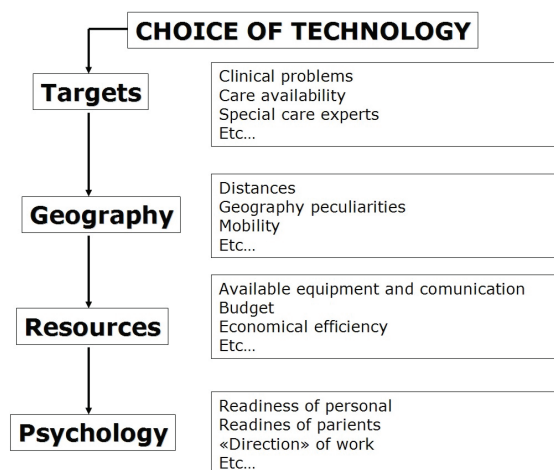 CHOICE OF TECHNOLOGY
Targets
Clinical problems
Care availability
Special care experts
Etc…
Geography
Distances
Geography peculiarities
Mobility
Etc…
Resources
Available equipment and comunication
Budget
Economical efficiency
Etc…
Psychology
Readiness of personal
Readines of parients
«Direction» of work
Etc…